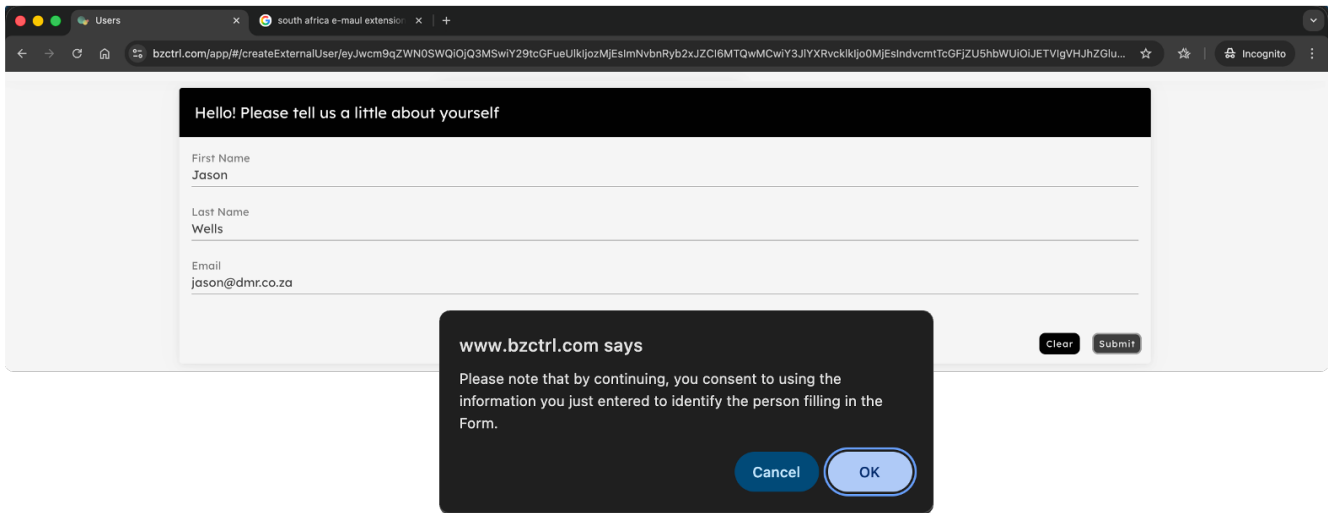 Users
south africa e-maul extension
bzctrl.com/app/#/createExternalUser/eyJwcm9qZWN0SWQiOjQ3MSwiY29tcGFueUlkIjozMjEsImNvbnRyb2xJZCI6MTQwMCwiY3JlYXRvcklkIjo0MjEsIndvcmtTcGFjZU5hbWUiOiJETVIgVHJhZGlu...
Incognito
Hello! Please tell us a little about yourself
First Name
Jason
Last Name
Wells
Email
jason@dmr.co.za
Clear Submit
www.bzctrl.com says
Please note that by continuing, you consent to using the
information you just entered to identify the person filling in the
Form.
Cancel OK